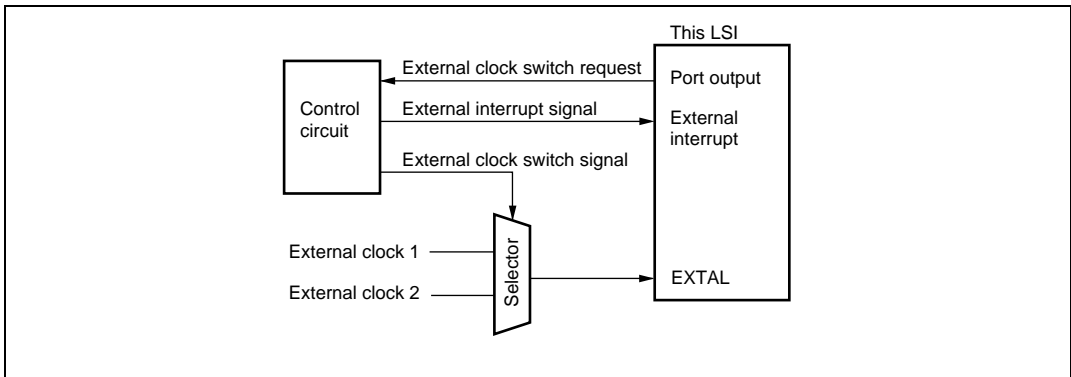 This LSI
External clock switch request
Port output
Control
circuit
External interrupt signal
External
interrupt
External clock switch signal
External clock 1
External clock 2
Selector
EXTAL